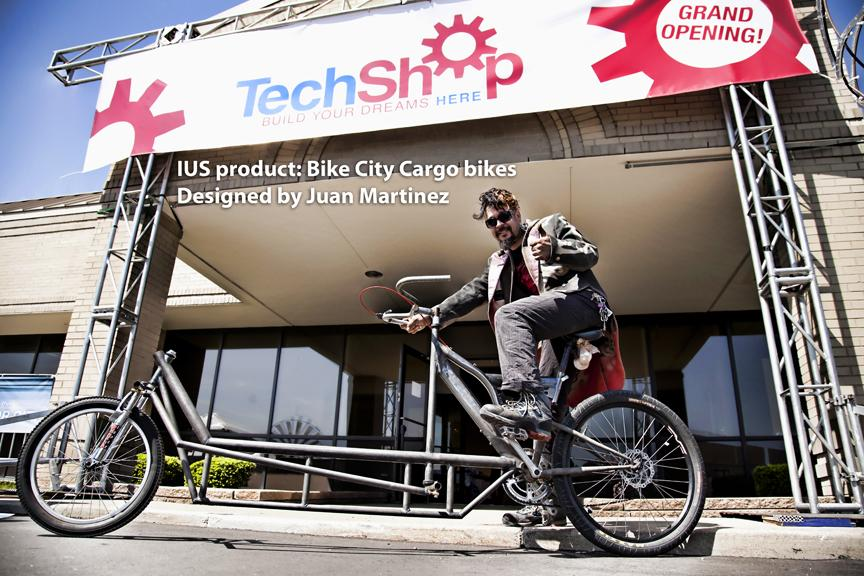 GRAND
OPENING!
TechShop
BUILD YOUR DREAMS HERE
IUS product: Bike City Cargo bikes
Designed by Juan Martinez